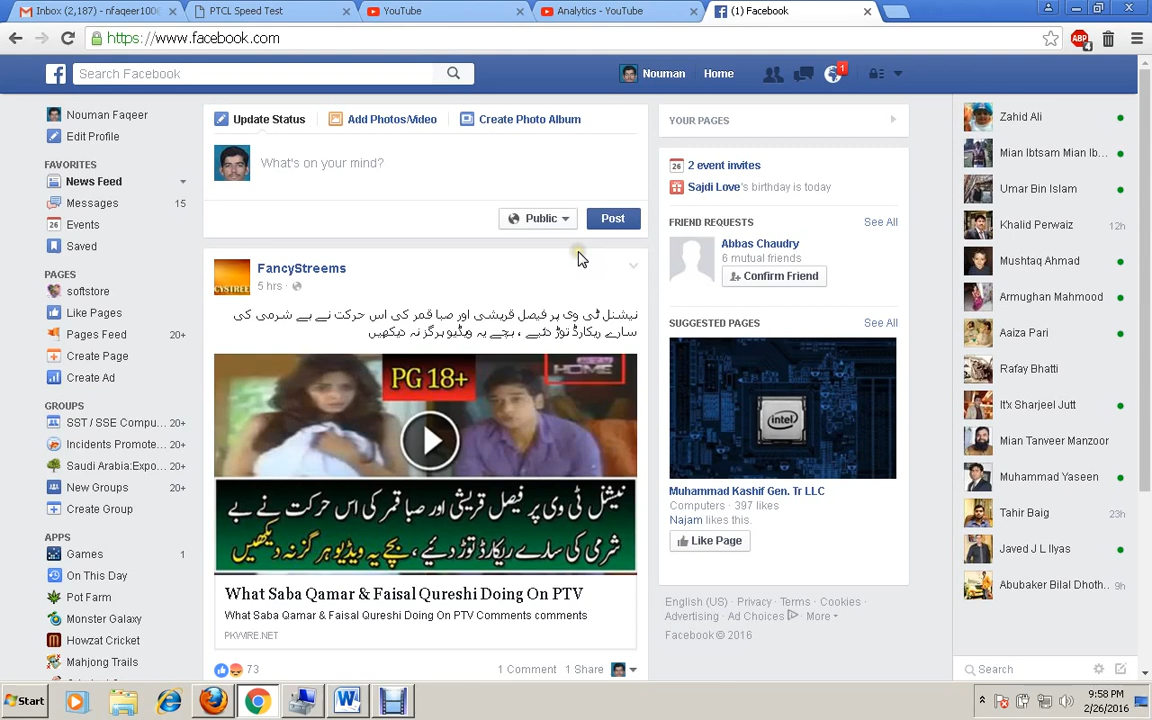 Inbox (2,187) - nfaqeer100
PTCL Speed Test
YouTube
Analytics - YouTube
(1) Facebook
https://www.facebook.com
ABP
4
Search Facebook
Nouman
Home
1
Nouman Faqeer
Edit Profile
FAVORITES
News Feed
Messages 15
Events
Saved
PAGES
softstore
Like Pages
Pages Feed 20+
Create Page
Create Ad
GROUPS
SST / SSE Compu... 20+
Incidents Promote... 20+
Saudi Arabia:Expo... 20+
New Groups 20+
Create Group
APPS
Games 1
On This Day
Pot Farm
Monster Galaxy
Howzat Cricket
Mahjong Trails
Update Status
Add Photos/Video
Create Photo Album
What's on your mind?
Public
Post
FancyStreems
5 hrs ·
نیشنل ٹی وی پر فیصل قریشی اور صبا قمر کی اس حرکت نے بے شرمی کی
سارے ریکارڈ توڑ دئیے ، بچے یہ ویڈیو ہرگز نہ دیکھیں
PG 18+
HOME
نیشنل ٹی وی پر فیصل قریشی اور صبا قمر کی اس حرکت نے بے
شرمی کی سارے ریکارڈ توڑ دئیے، بچے یہ ویڈیو ہرگز نہ دیکھیں
What Saba Qamar & Faisal Qureshi Doing On PTV
What Saba Qamar & Faisal Qureshi Doing On PTV Comments comments
PKWIRE.NET
73
1 Comment 1 Share
YOUR PAGES
26
2 event invites
Sajdi Love's birthday is today
FRIEND REQUESTS
See All
Abbas Chaudry
6 mutual friends
Confirm Friend
SUGGESTED PAGES
See All
intel
Muhammad Kashif Gen. Tr LLC
Computers · 397 likes
Najam likes this.
Like Page
English (US) · Privacy · Terms · Cookies ·
Advertising · Ad Choices · More
Facebook © 2016
Zahid Ali
Mian Ibtsam Mian Ib...
Umar Bin Islam
Khalid Perwaiz 12h
Mushtaq Ahmad
Armughan Mahmood
Aaiza Pari
Rafay Bhatti
It'x Sharjeel Jutt
Mian Tanveer Manzoor
Muhammad Yaseen
Tahir Baig 23h
Javed J L Ilyas
Abubaker Bilal Dhoth... 9h
Search
Start
9:58 PM
2/26/2016